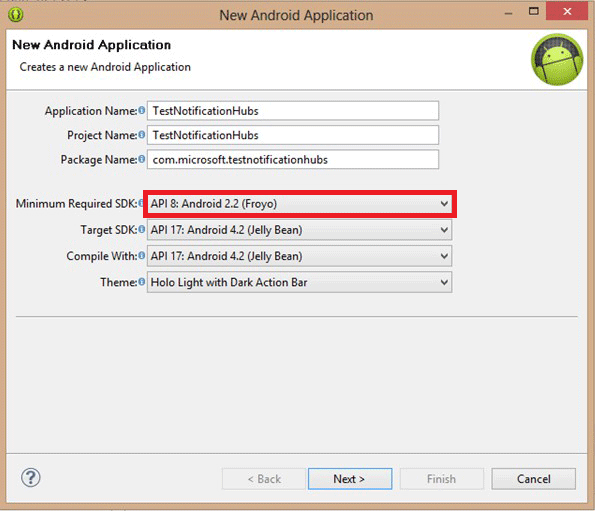 New Android Application
New Android Application
Creates a new Android Application
Application Name: TestNotificationHubs
Project Name: TestNotificationHubs
Package Name: com.microsoft.testnotificationhubs
Minimum Required SDK: API 8: Android 2.2 (Froyo)
Target SDK: API 17: Android 4.2 (Jelly Bean)
Compile With: API 17: Android 4.2 (Jelly Bean)
Theme: Holo Light with Dark Action Bar
? < Back Next > Finish Cancel